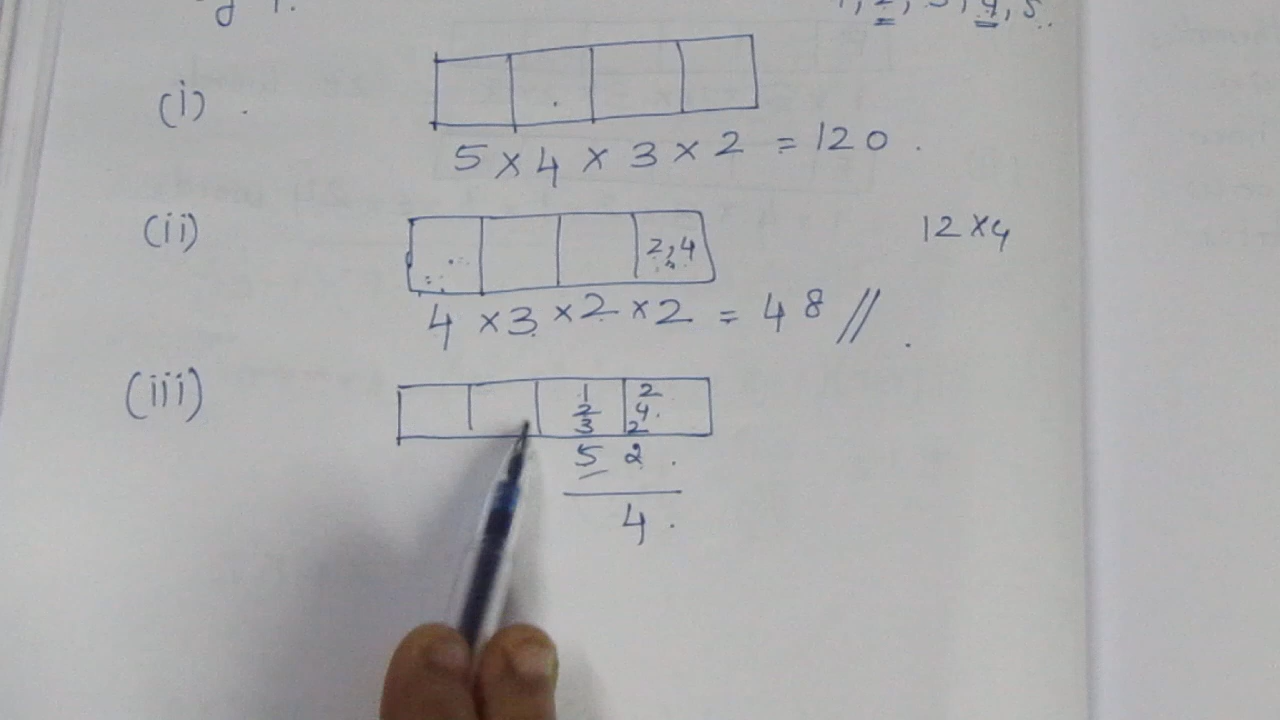 1, 2, 3, 4, 5.
(i) .
5 × 4 × 3 × 2 = 120 .
(ii) 2,4 12 × 4
4 × 3 × 2 × 2 = 48 // .
(iii) 1 2
2 4.
3 2
5 2 .
4 .